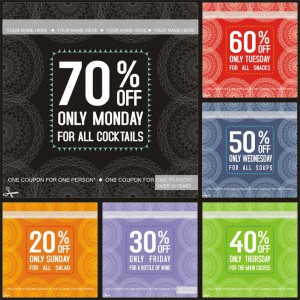 YOUR NAME HERE • YOUR NAME HERE • YOUR NAME HERE
70% OFF
ONLY MONDAY
FOR ALL COCKTAILS
ONE COUPON FOR ONE PERSON* • ONE COUPON FOR ONE PERSON*
OVER 18 YEARS
60% OFF
ONLY TUESDAY
FOR ALL SNACKS
50% OFF
ONLY WEDNESDAY
FOR ALL SOUPS
20% OFF
ONLY SUNDAY
FOR ALL SALAD
30% OFF
ONLY FRIDAY
FOR A BOTTLE OF WINE
40% OFF
ONLY THURSDAY
FOR THE MAIN COURSE